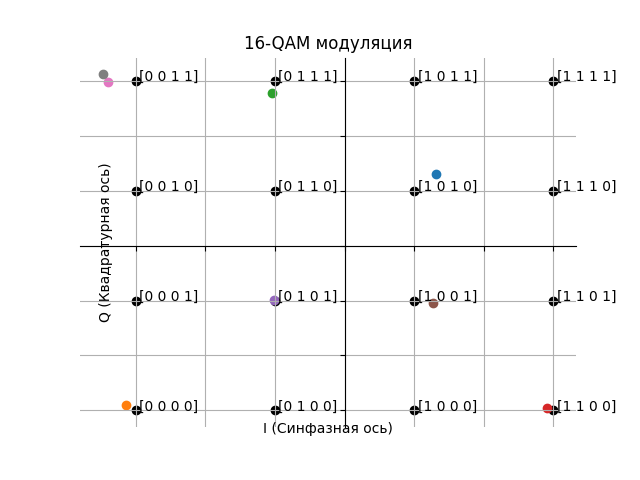 16-QAM модуляция
[0 0 1 1] [0 1 1 1] [1 0 1 1] [1 1 1 1]
[0 0 1 0] [0 1 1 0] [1 0 1 0] [1 1 1 0]
Q (Квадратурная ось)
[0 0 0 1] [0 1 0 1] [1 0 0 1] [1 1 0 1]
[0 0 0 0] [0 1 0 0] [1 0 0 0] [1 1 0 0]
I (Синфазная ось)